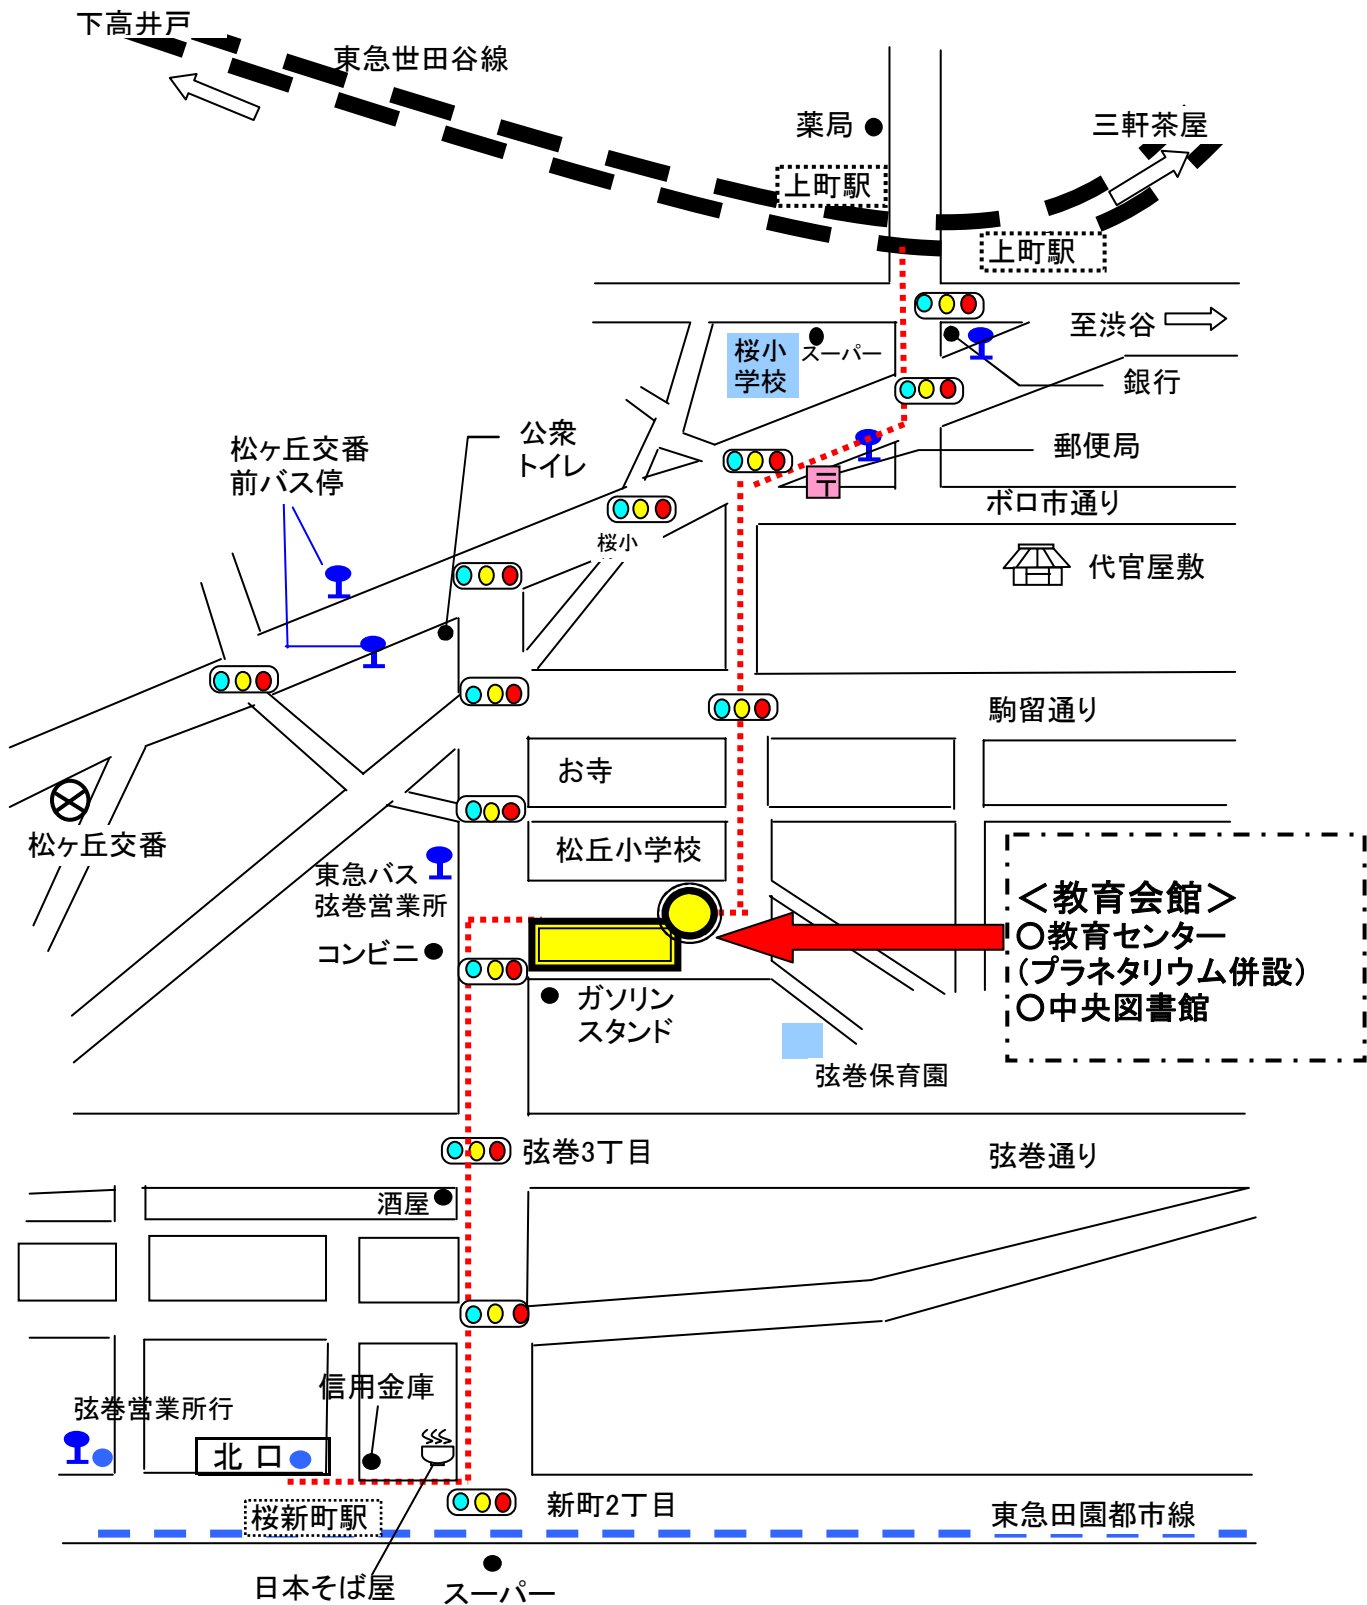 下高井戸
東急世田谷線
薬局
三軒茶屋
上町駅
上町駅
至渋谷
桜小
学校
スーパー
銀行
公衆
トイレ
松ヶ丘交番
前バス停
郵便局
ボロ市通り
桜小
代官屋敷
駒留通り
お寺
松ヶ丘交番
松丘小学校
東急バス
弦巻営業所
コンビニ
＜教育会館＞
○教育センター
(プラネタリウム併設)
○中央図書館
ガソリン
スタンド
弦巻保育園
弦巻3丁目
弦巻通り
酒屋
信用金庫
弦巻営業所行
北口
桜新町駅
新町2丁目
東急田園都市線
日本そば屋
スーパー